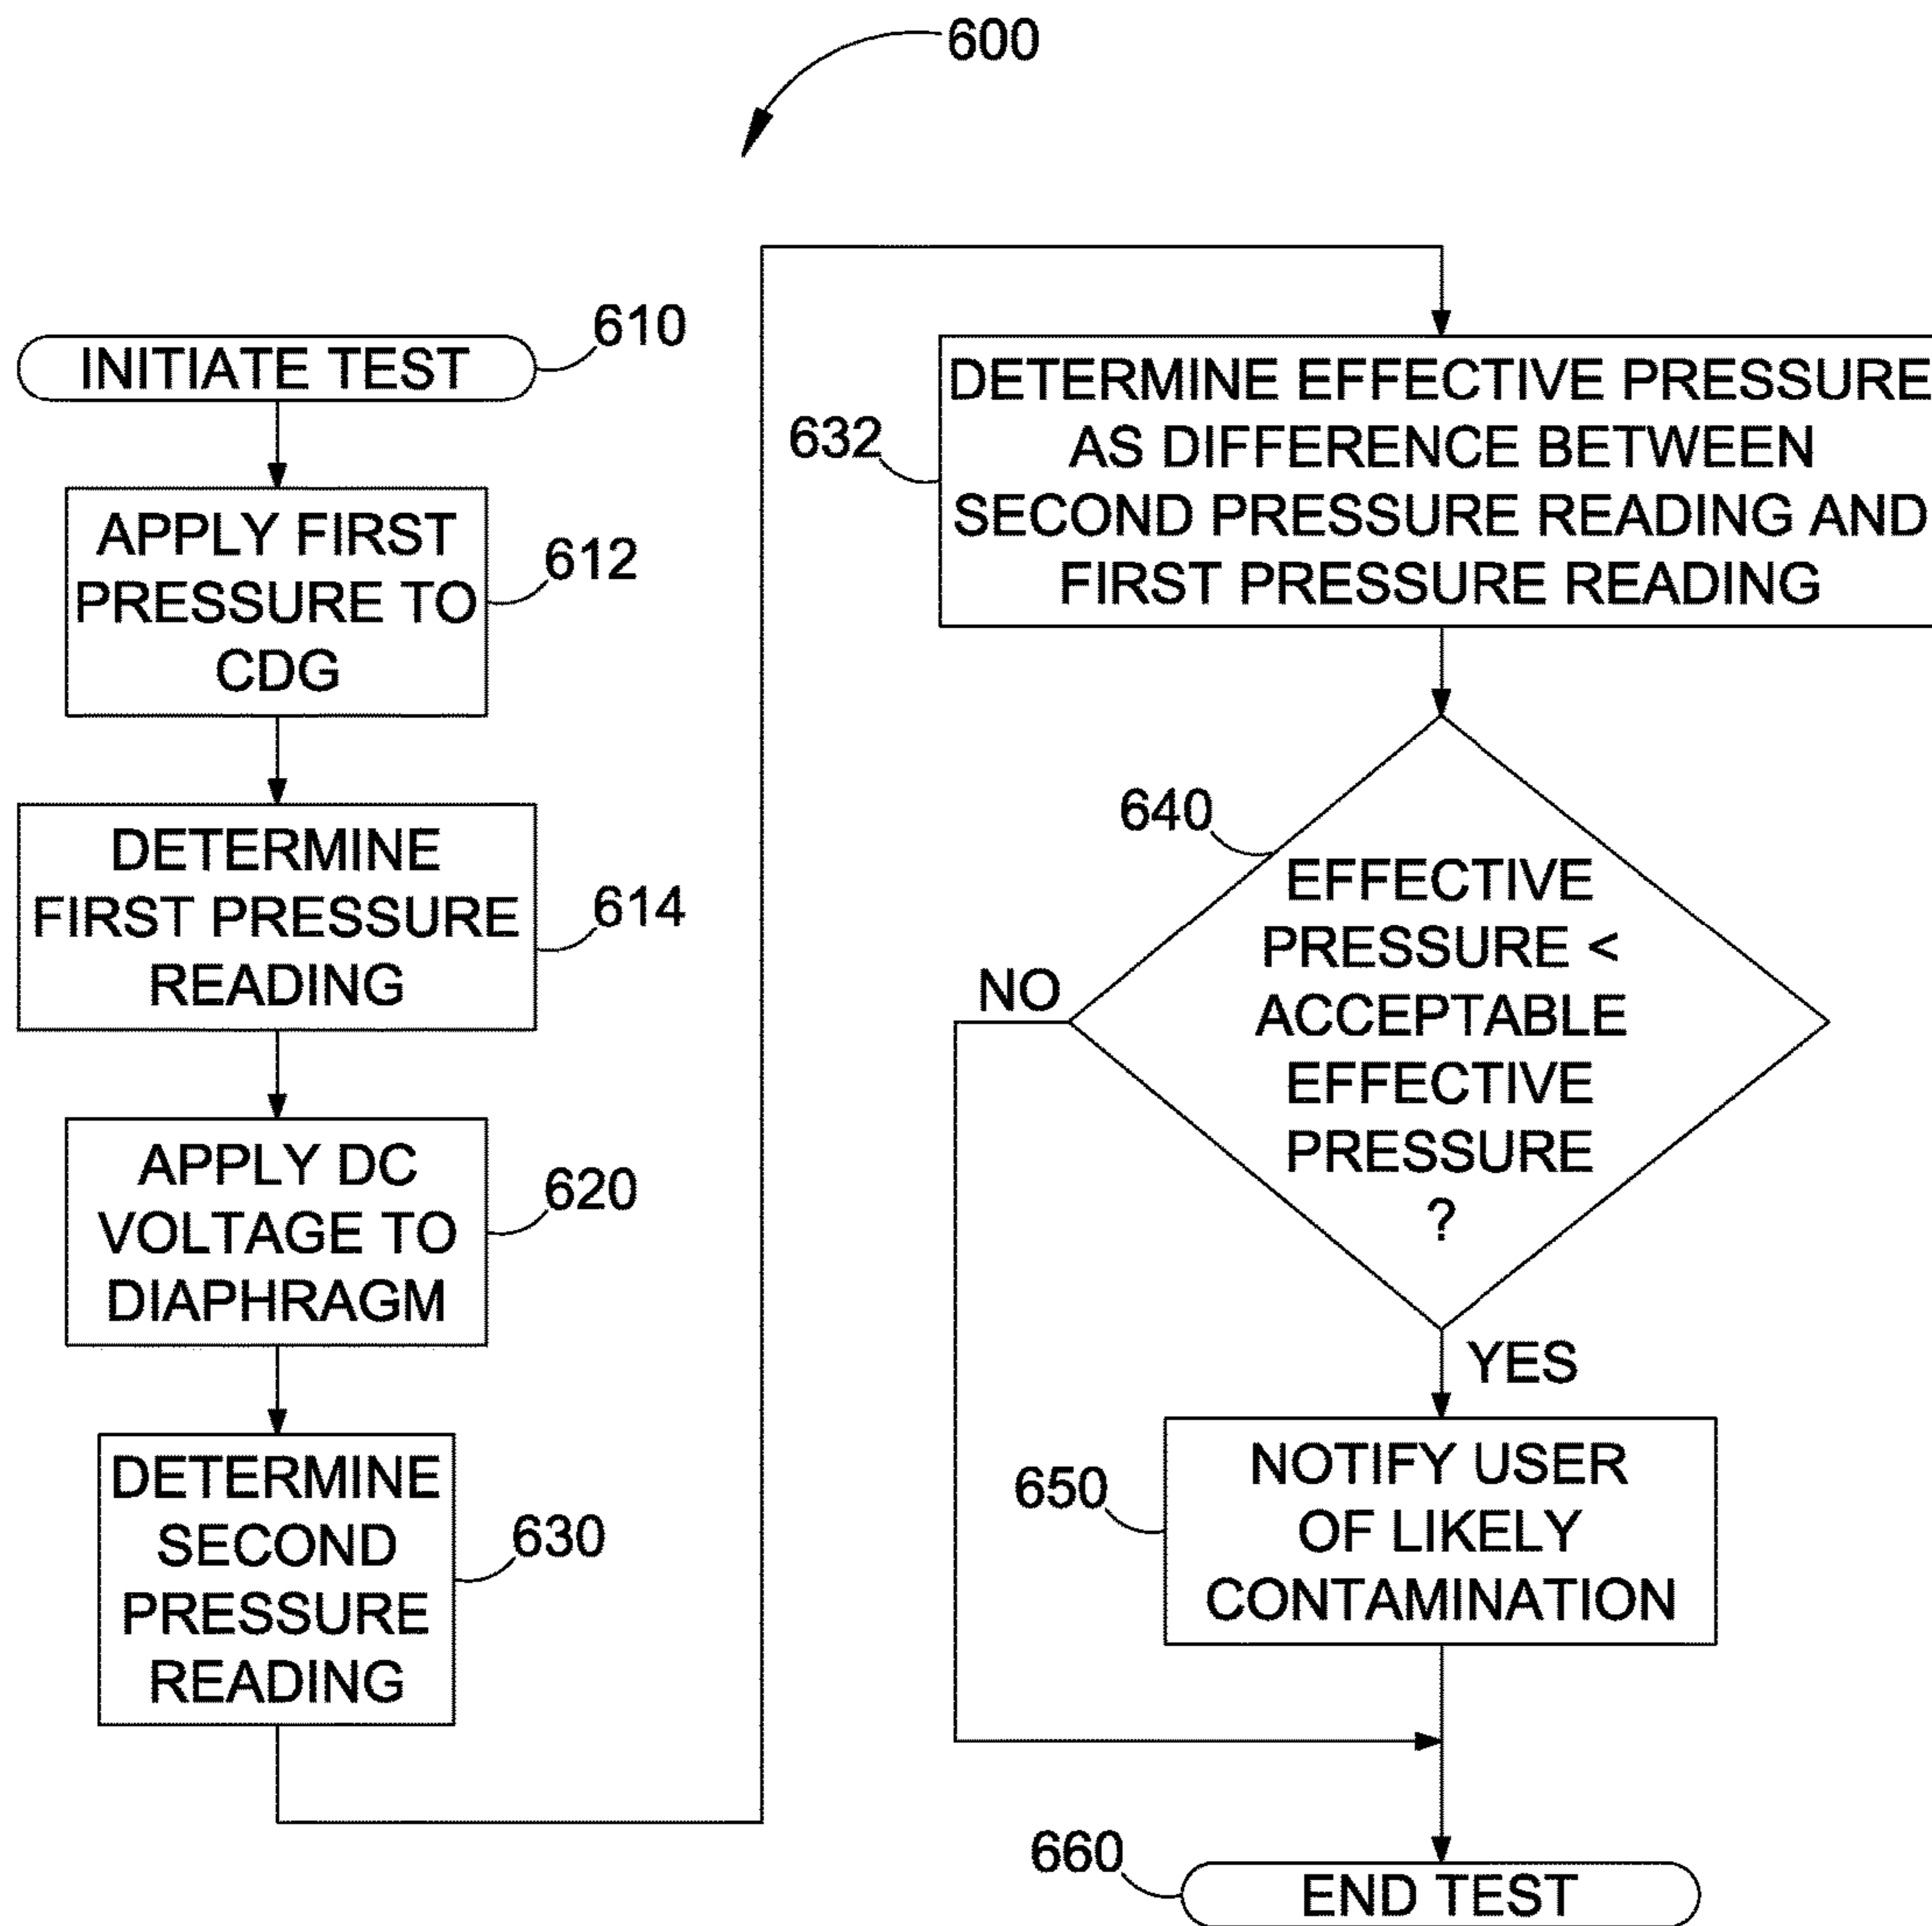 600
INITIATE TEST
610
APPLY FIRST
PRESSURE TO
CDG
612
DETERMINE
FIRST PRESSURE
READING
614
APPLY DC
VOLTAGE TO
DIAPHRAGM
620
DETERMINE
SECOND
PRESSURE
READING
630
DETERMINE EFFECTIVE PRESSURE
AS DIFFERENCE BETWEEN
SECOND PRESSURE READING AND
FIRST PRESSURE READING
632
640
EFFECTIVE
PRESSURE <
ACCEPTABLE
EFFECTIVE
PRESSURE
?
NO
YES
NOTIFY USER
OF LIKELY
CONTAMINATION
650
660
END TEST